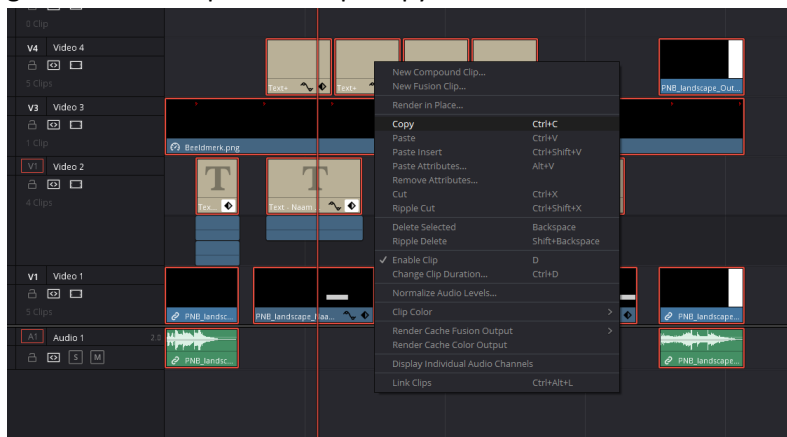 0 Clip
V4 Video 4
5 Clips
Text+
Text+
PNB_landscape_Out...
V3 Video 3
1 Clip
Beeldmerk.png
V1 Video 2
4 Clips
T
T
Tex...
Text - Naam
V1 Video 1
5 Clips
PNB_landsc...
PNB_landscape_Naa...
PNB_landscape...
A1 Audio 1 2.0
S M
PNB_landsc...
PNB_landscape...
New Compound Clip...
New Fusion Clip...
Render in Place...
Copy Ctrl+C
Paste Ctrl+V
Paste Insert Ctrl+Shift+V
Paste Attributes... Alt+V
Remove Attributes...
Cut Ctrl+X
Ripple Cut Ctrl+Shift+X
Delete Selected Backspace
Ripple Delete Shift+Backspace
Enable Clip D
Change Clip Duration... Ctrl+D
Normalize Audio Levels...
Clip Color
Render Cache Fusion Output
Render Cache Color Output
Display Individual Audio Channels
Link Clips Ctrl+Alt+L